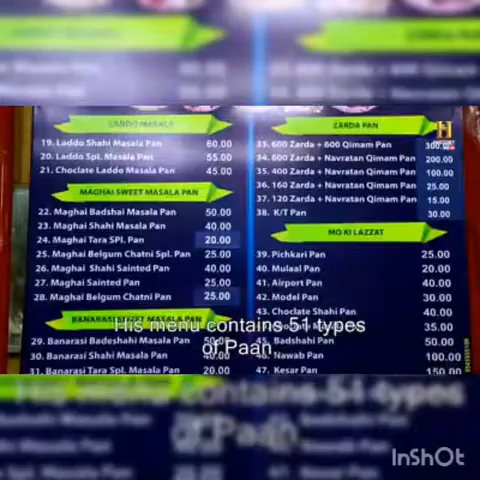 LADDO MASALA
19. Laddo Shahi Masala Pan 60.00
20. Laddo Spl. Masala Pan 55.00
21. Choclate Laddo Masala Pan 45.00
MAGHAI SWEET MASALA PAN
22. Maghai Badshai Masala Pan 50.00
23. Maghai Shahi Masala Pan 40.00
24. Maghai Tara SPl. Pan 20.00
25. Maghai Belgum Chatni Spl. Pan 25.00
26. Maghai Shahi Sainted Pan 40.00
27. Maghai Sainted Pan 25.00
28. Maghai Belgum Chatni Pan 25.00
BANARASI SWEET MASALA PAN
29. Banarasi Badeshahi Masala Pan 50.00
30. Banarasi Shahi Masala Pan 40.00
31. Banarasi Tara Spl. Masala Pan 20.00
ZARDA PAN
33. 600 Zarda + 600 Qimam Pan 300.00
34. 600 Zarda + Navratan Qimam Pan 200.00
35. 400 Zarda + Navratan Qimam Pan 100.00
36. 160 Zarda + Navratan Qimam Pan 25.00
37. 120 Zarda + Navratan Qimam Pan 15.00
38. K/T Pan 30.00
MO KI LAZZAT
39. Pichkari Pan 25.00
40. Mulaal Pan 20.00
41. Airport Pan 40.00
42. Model Pan 30.00
43. Choclate Shahi Pan 40.00
35.00
45. Badshahi Pan 50.00
46. Nawab Pan 100.00
47. Kesar Pan 150.00
His menu contains 51 types
of Paan
H
InShOt